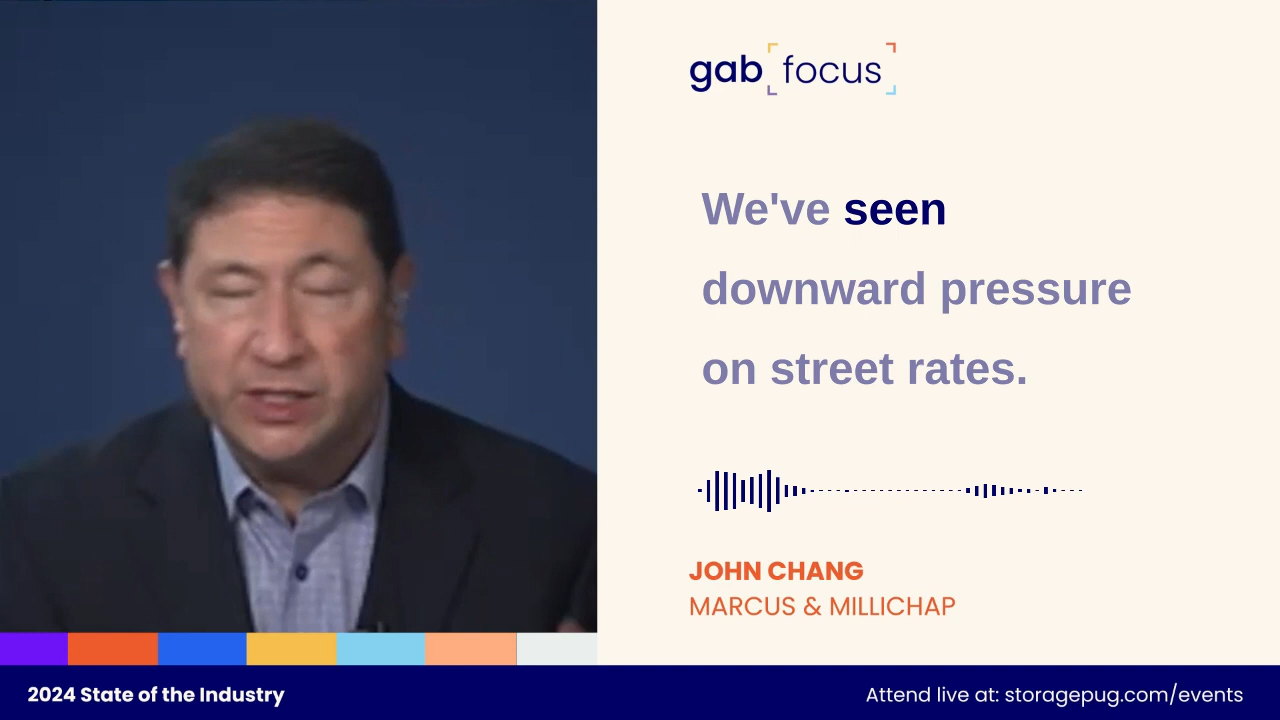 gab focus
We've seen
downward pressure
on street rates.
JOHN CHANG
MARCUS & MILLICHAP
2024 State of the Industry
Attend live at: storagepug.com/events